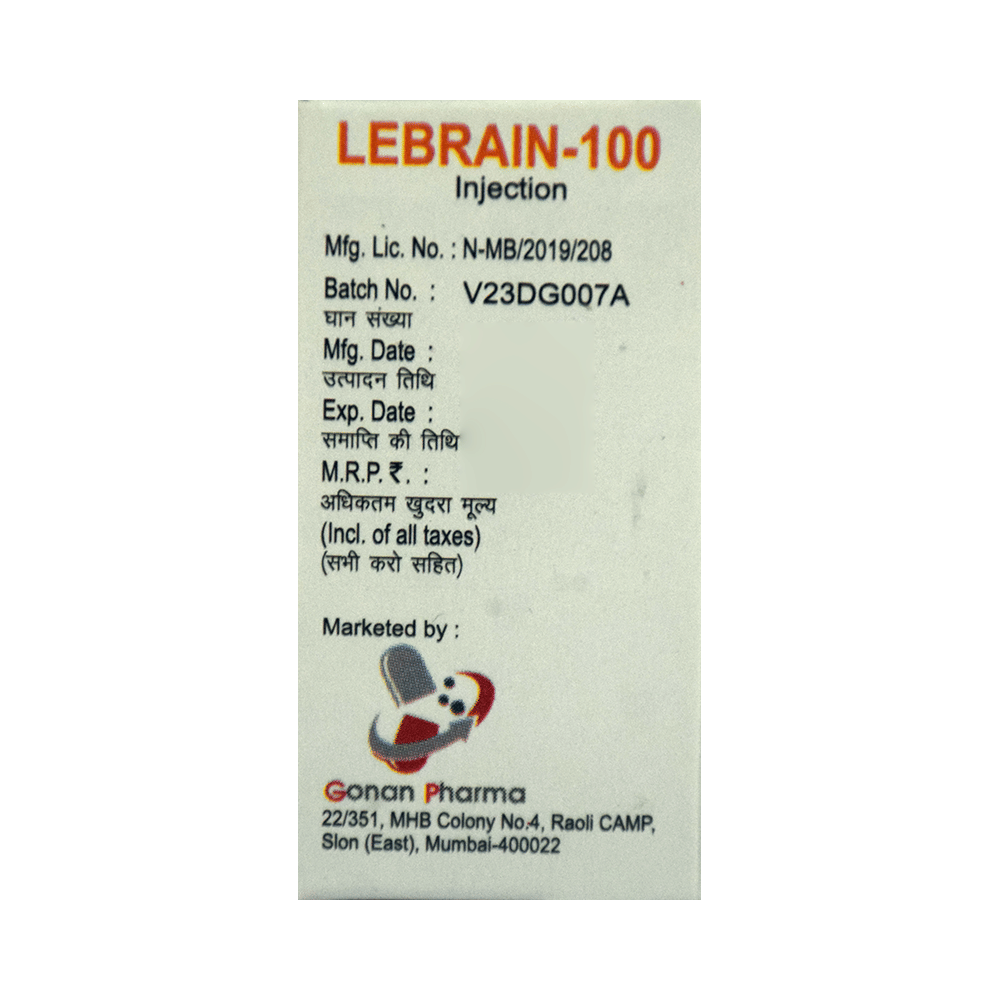 LEBRAIN-100
Injection
Mfg. Lic. No. : N-MB/2019/208
Batch No. : V23DG007A
घान संख्या
Mfg. Date :
उत्पादन तिथि
Exp. Date :
समाप्ति की तिथि
M.R.P. ₹. :
अधिकतम खुदरा मूल्य
(Incl. of all taxes)
(सभी करो सहित)
Marketed by :
Gonan Pharma
22/351, MHB Colony No.4, Raoli CAMP,
Slon (East), Mumbai-400022